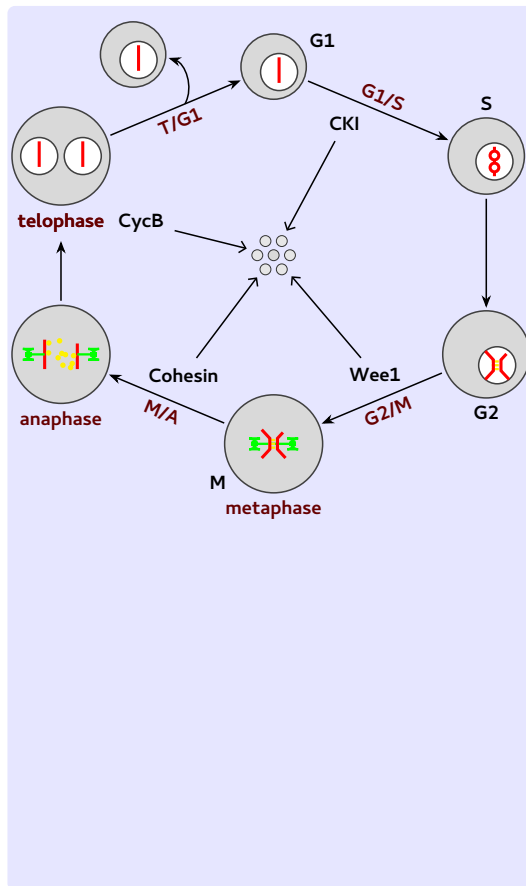 G1
G1/S
S
T/G1
CKI
telophase
CycB
Cohesin
Wee1
anaphase
M/A
G2/M
G2
M
metaphase